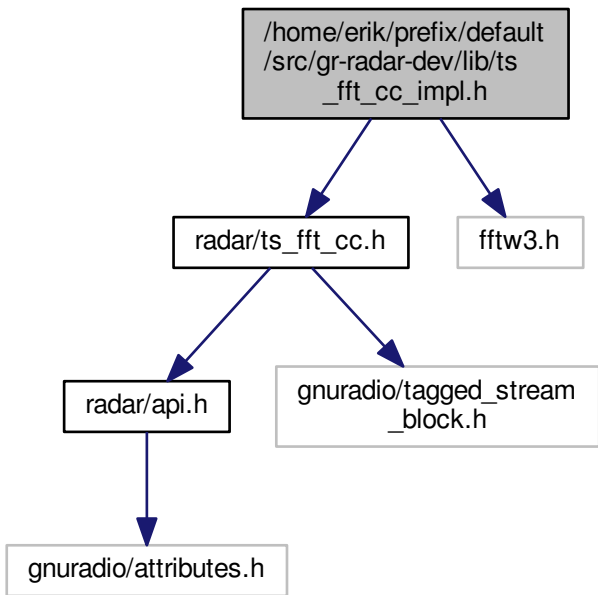 /home/erik/prefix/default
/src/gr-radar-dev/lib/ts
_fft_cc_impl.h
radar/ts_fft_cc.h
fftw3.h
radar/api.h
gnuradio/tagged_stream
_block.h
gnuradio/attributes.h